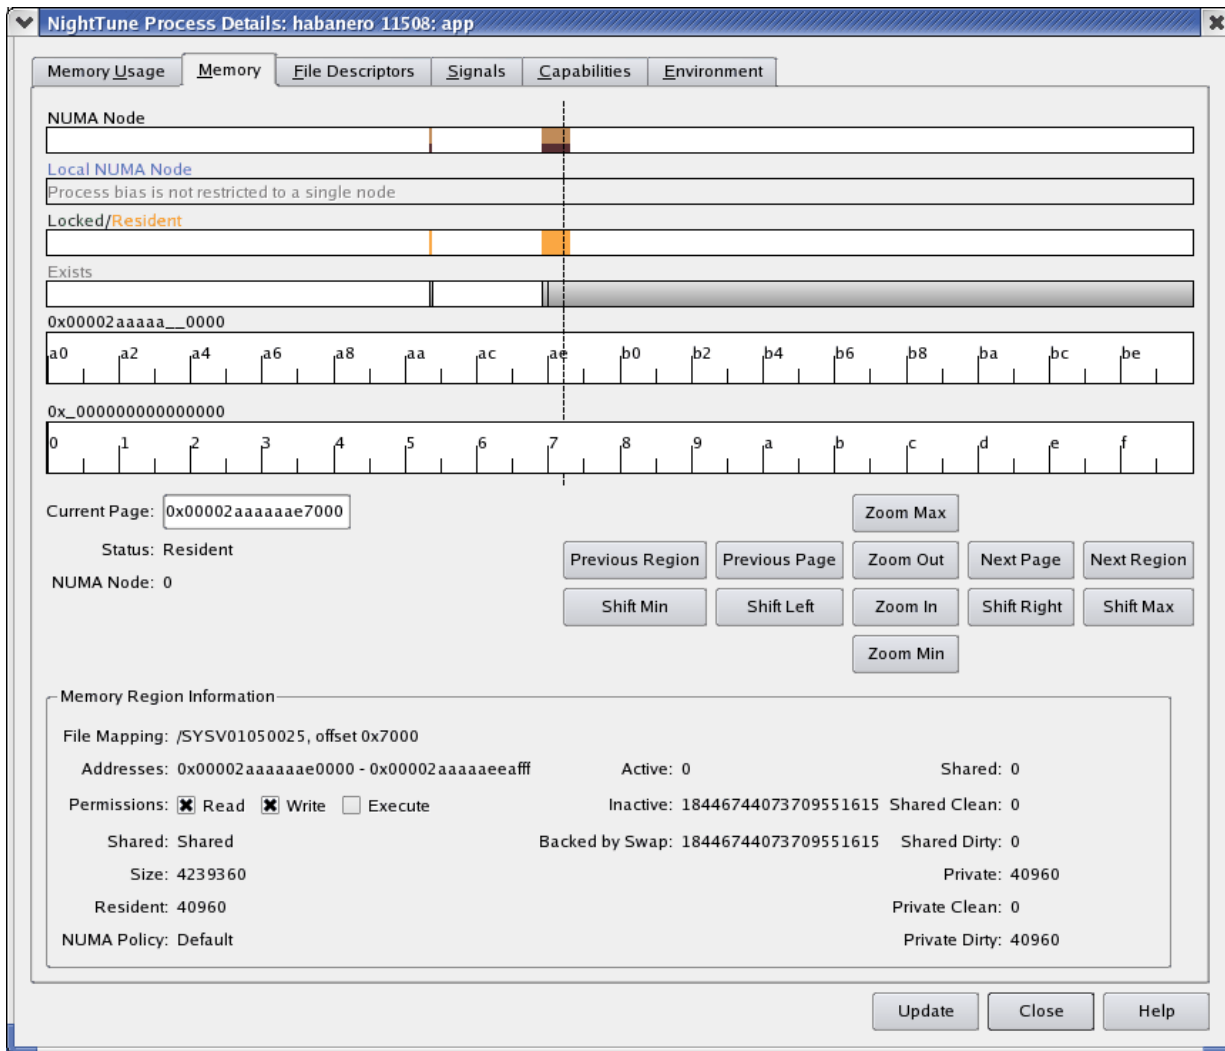 NightTune Process Details: habanero 11508: app
Memory Usage Memory File Descriptors Signals Capabilities Environment
NUMA Node
Local NUMA Node
Process bias is not restricted to a single node
Locked/Resident
Exists
0x00002aaaaa__0000
a0 a2 a4 a6 a8 aa ac ae b0 b2 b4 b6 b8 ba bc be
0x_000000000000000
0 1 2 3 4 5 6 7 8 9 a b c d e f
Current Page: 0x00002aaaaaae7000
Zoom Max
Status: Resident
Previous Region Previous Page Zoom Out Next Page Next Region
NUMA Node: 0
Shift Min Shift Left Zoom In Shift Right Shift Max
Zoom Min
Memory Region Information
File Mapping: /SYSV01050025, offset 0x7000
Addresses: 0x00002aaaaaae0000 - 0x00002aaaaaeeafff Active: 0 Shared: 0
Permissions: Read Write Execute Inactive: 18446744073709551615 Shared Clean: 0
Shared: Shared Backed by Swap: 18446744073709551615 Shared Dirty: 0
Size: 4239360 Private: 40960
Resident: 40960 Private Clean: 0
NUMA Policy: Default Private Dirty: 40960
Update Close Help